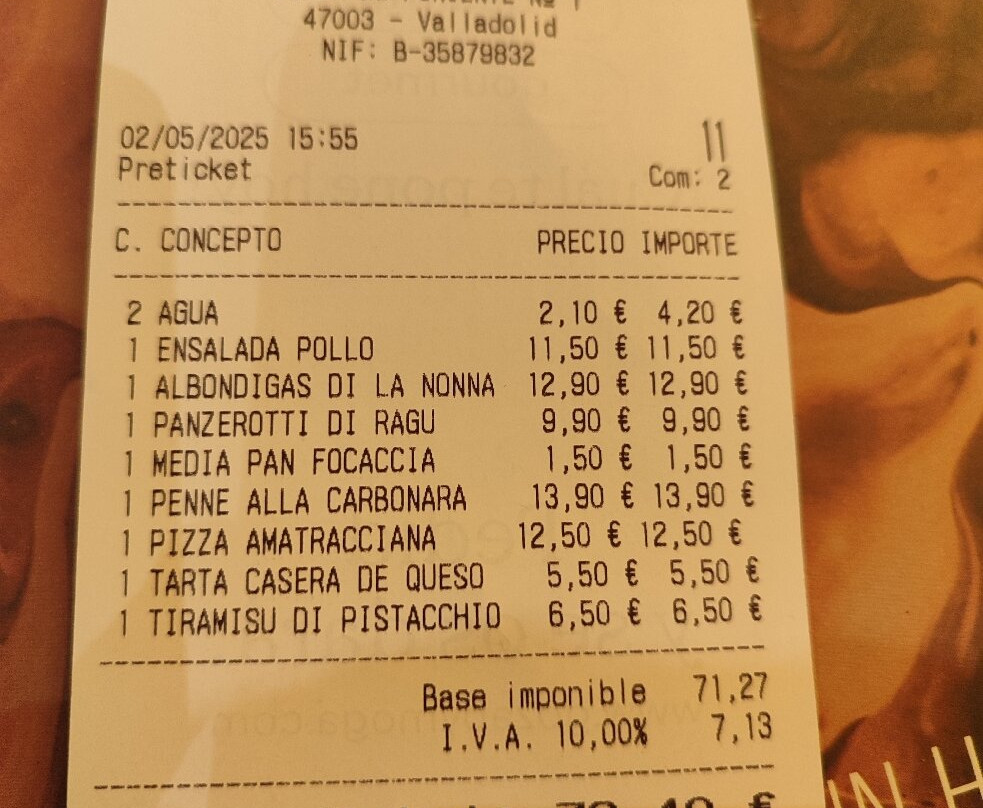 47003 - Valladolid
NIF: B-35879832
02/05/2025 15:55 11
Preticket Com: 2
C. CONCEPTO PRECIO IMPORTE
2 AGUA 2,10 € 4,20 €
1 ENSALADA POLLO 11,50 € 11,50 €
1 ALBONDIGAS DI LA NONNA 12,90 € 12,90 €
1 PANZEROTTI DI RAGU 9,90 € 9,90 €
1 MEDIA PAN FOCACCIA 1,50 € 1,50 €
1 PENNE ALLA CARBONARA 13,90 € 13,90 €
1 PIZZA AMATRACCIANA 12,50 € 12,50 €
1 TARTA CASERA DE QUESO 5,50 € 5,50 €
1 TIRAMISU DI PISTACCHIO 6,50 € 6,50 €
Base imponible 71,27
I.V.A. 10,00% 7,13